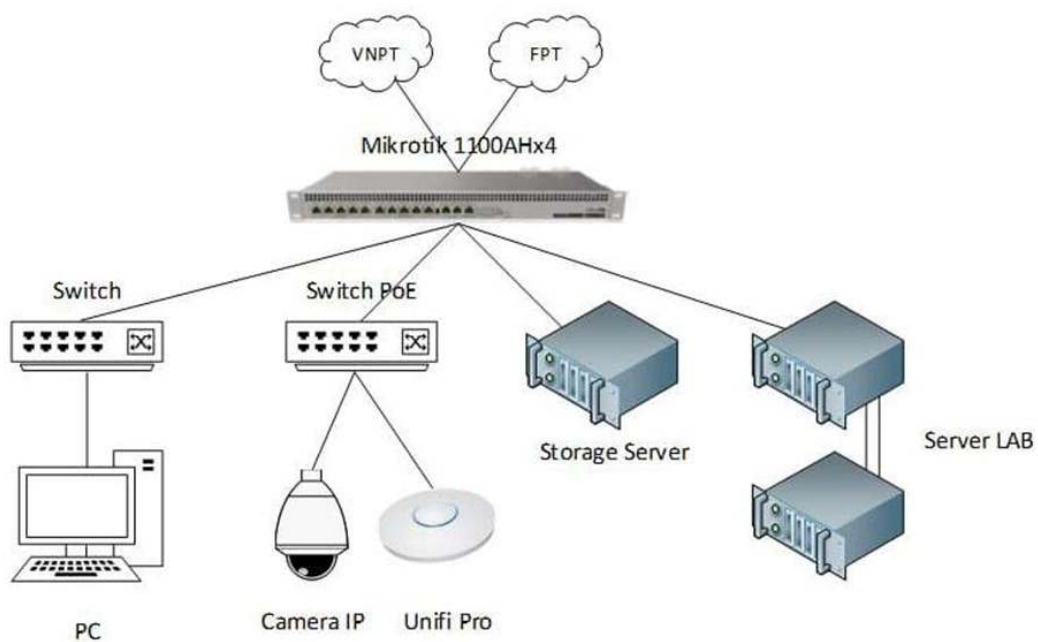 VNPT
FPT
Mikrotik 1100AHx4
Switch
Switch PoE
Storage Server
Server LAB
PC
Camera IP
Unifi Pro